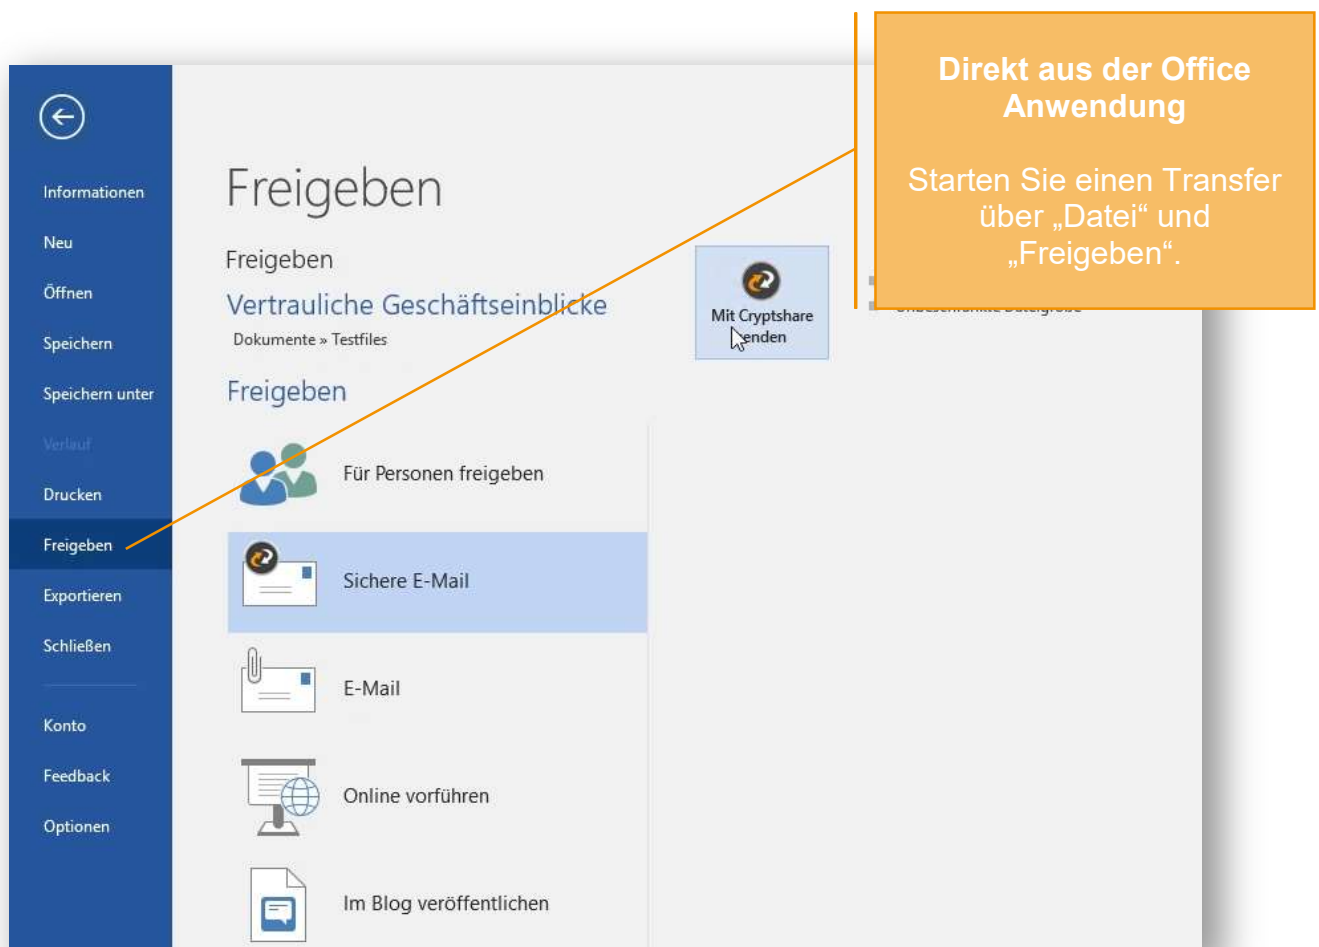 Direkt aus der Office
Anwendung
Starten Sie einen Transfer
über „Datei“ und
„Freigeben“.
Informationen
Neu
Öffnen
Speichern
Speichern unter
Verlauf
Drucken
Freigeben
Exportieren
Schließen
Konto
Feedback
Optionen
Freigeben
Freigeben
Vertrauliche Geschäftseinblicke
Dokumente » Testfiles
Freigeben
Für Personen freigeben
Sichere E-Mail
E-Mail
Online vorführen
Im Blog veröffentlichen
Mit Cryptshare
senden